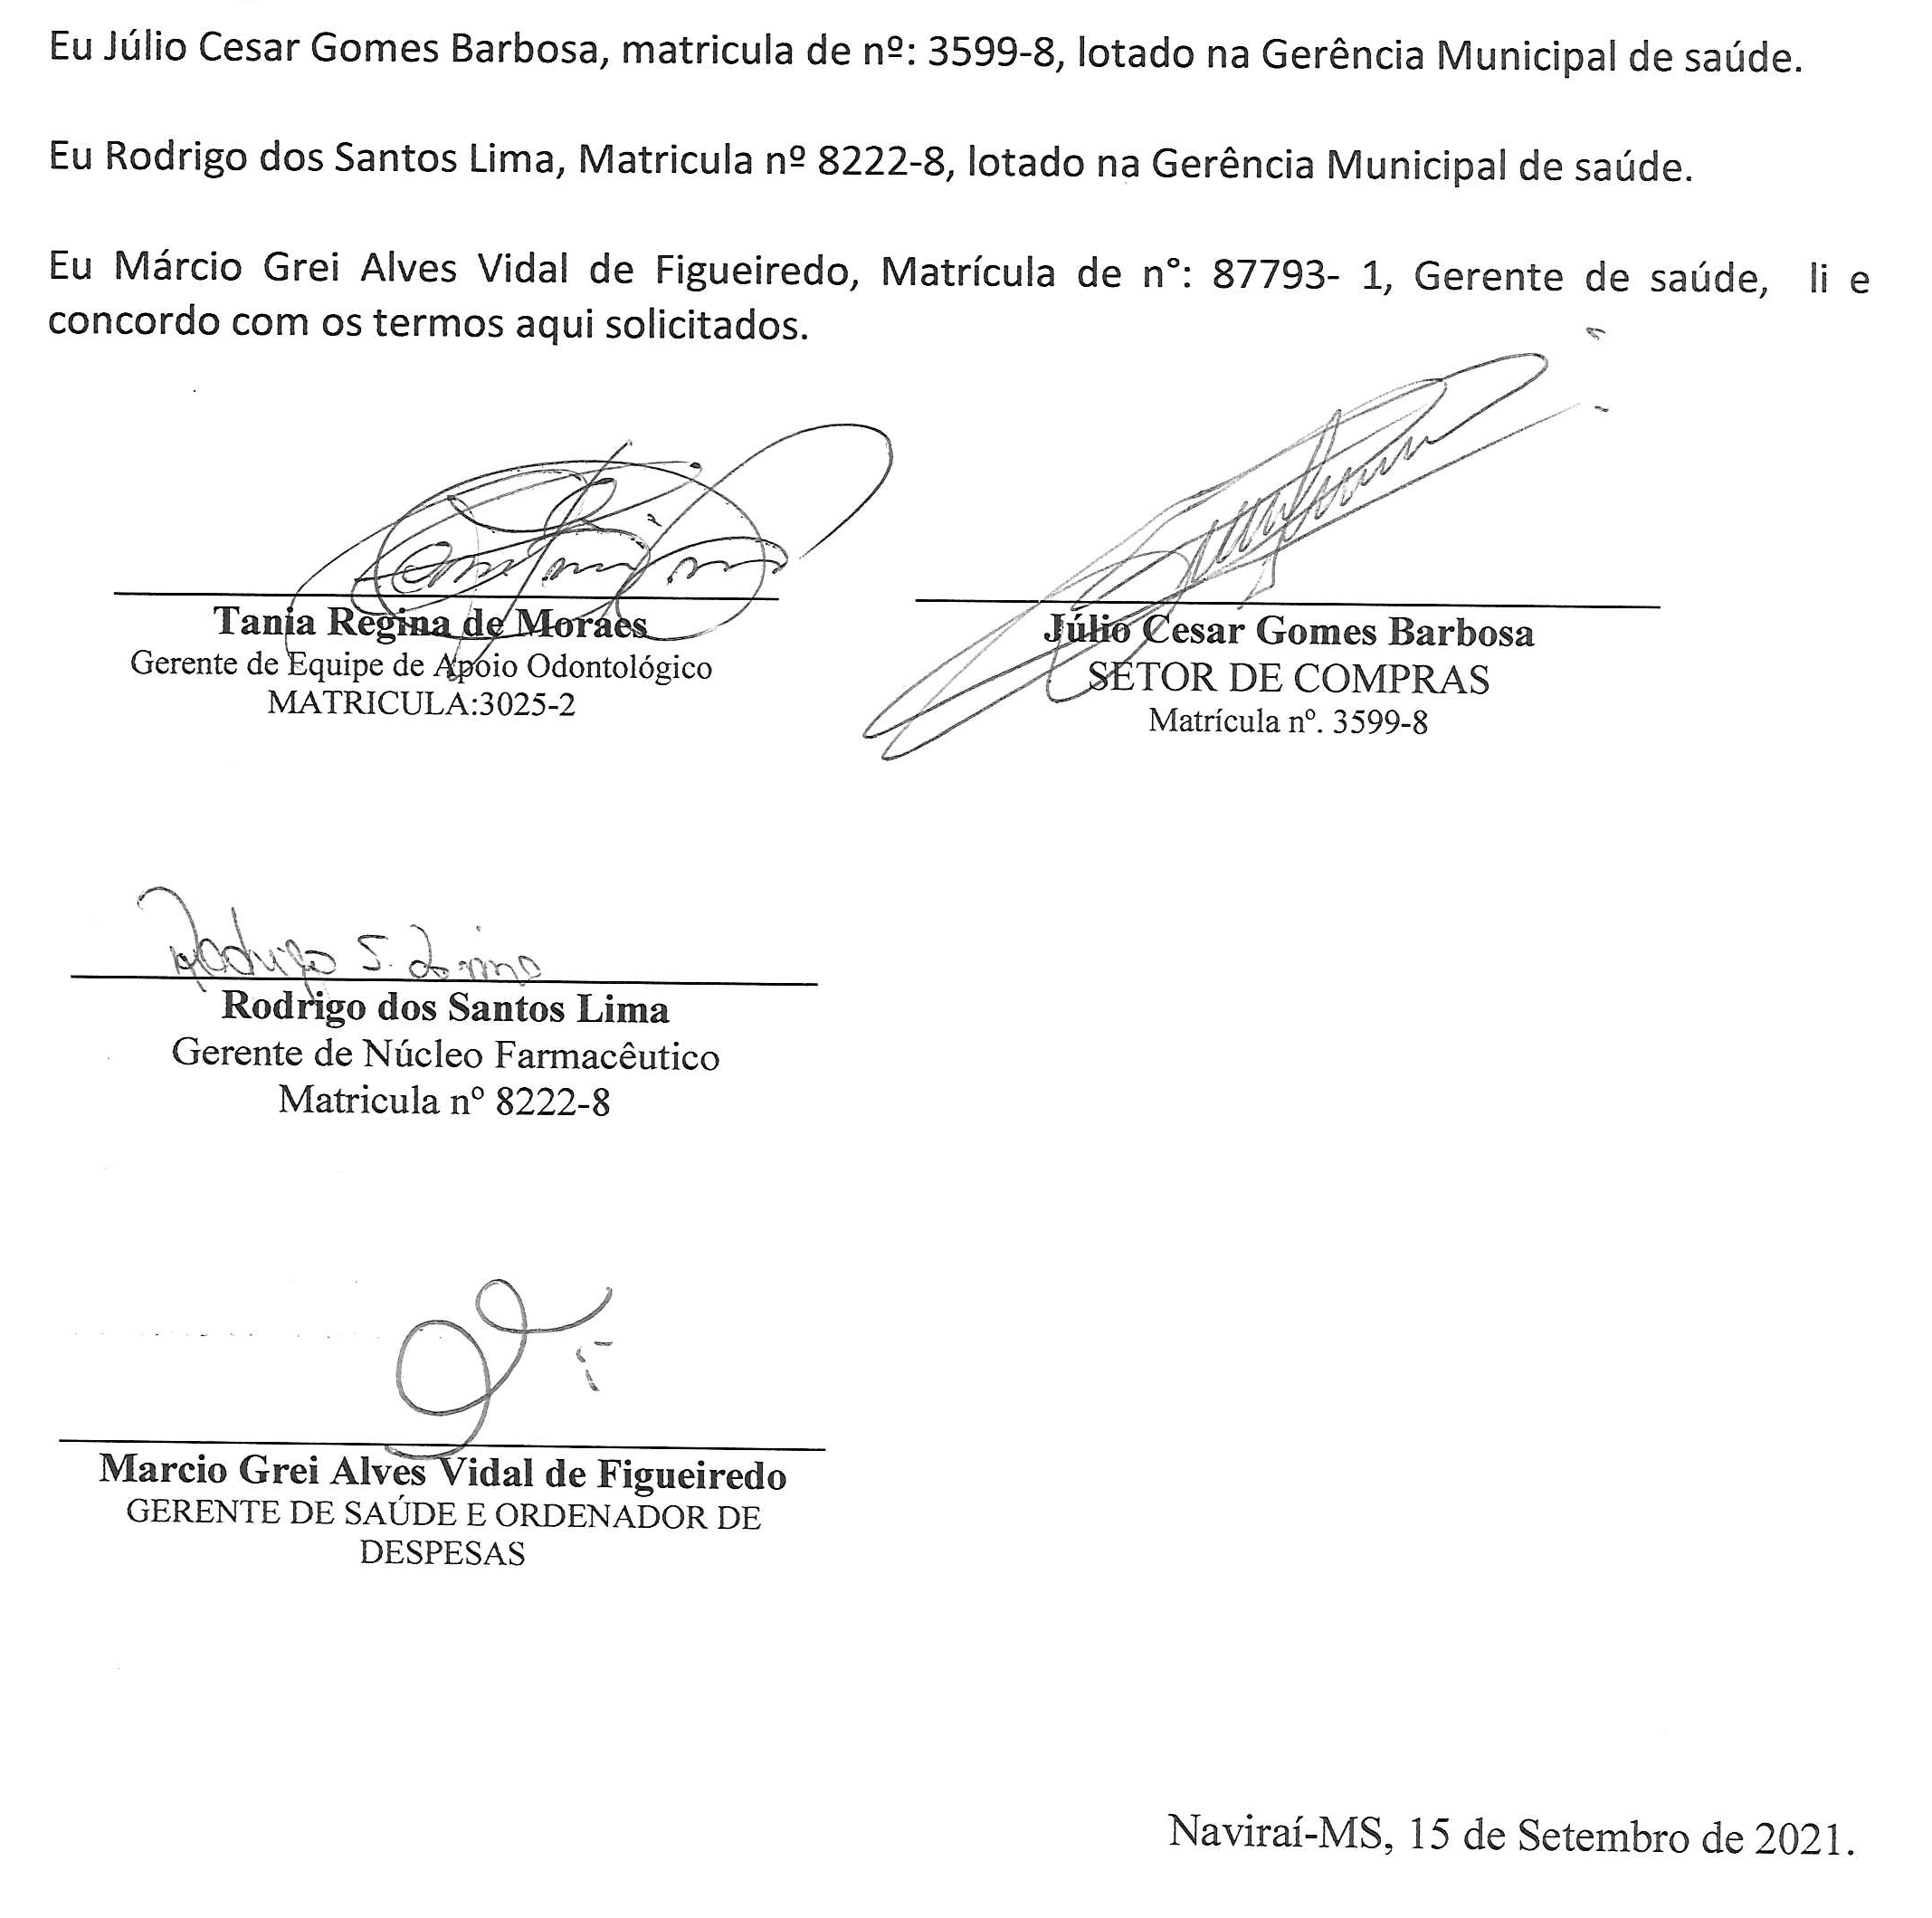 Eu Júlio Cesar Gomes Barbosa, matricula de nº: 3599-8, lotado na Gerência Municipal de saúde.
Eu Rodrigo dos Santos Lima, Matricula nº 8222-8, lotado na Gerência Municipal de saúde.
Eu Márcio Grei Alves Vidal de Figueiredo, Matrícula de n°: 87793- 1, Gerente de saúde, li e
concordo com os termos aqui solicitados.
Tania Regina de Moraes
Gerente de Equipe de Apoio Odontológico
MATRICULA:3025-2
Júlio Cesar Gomes Barbosa
SETOR DE COMPRAS
Matrícula nº. 3599-8
Rodrigo S. Lima
Rodrigo dos Santos Lima
Gerente de Núcleo Farmacêutico
Matricula nº 8222-8
Marcio Grei Alves Vidal de Figueiredo
GERENTE DE SAÚDE E ORDENADOR DE
DESPESAS
Naviraí-MS, 15 de Setembro de 2021.